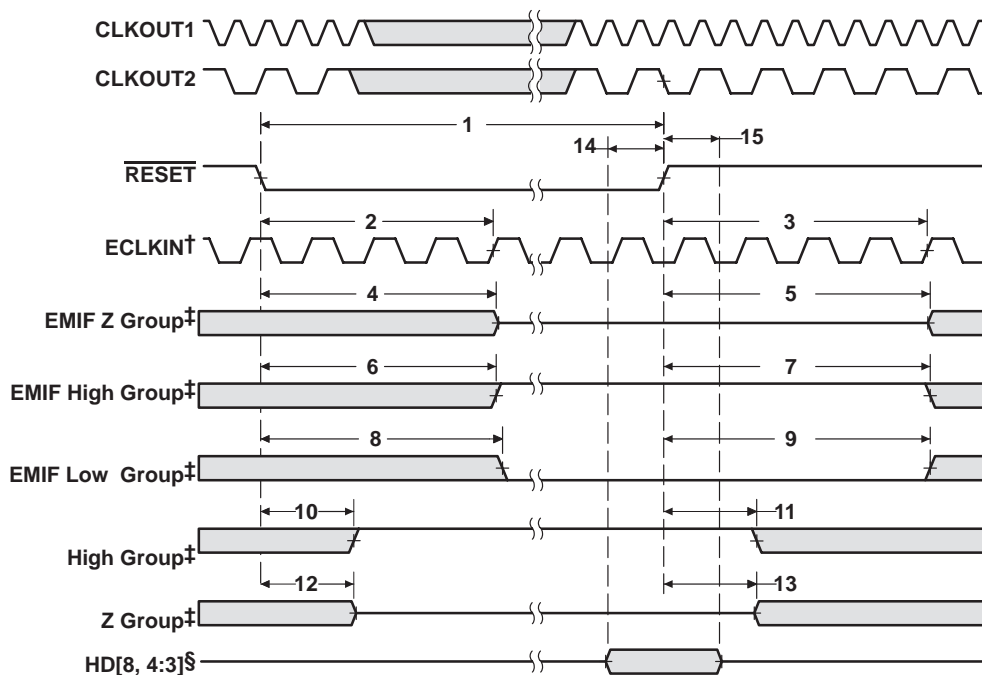 CLKOUT1
CLKOUT2
1
14
15
RESET
2
3
ECLKIN†
4
5
EMIF Z Group‡
6
7
EMIF High Group‡
8
9
EMIF Low Group‡
10
11
High Group‡
12
13
Z Group‡
HD[8, 4:3]§